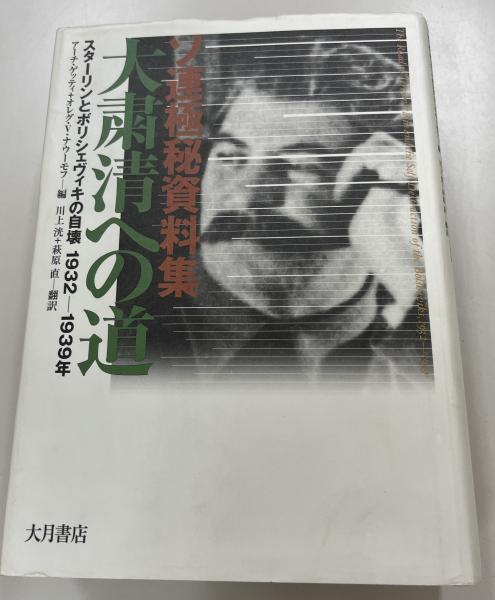 ソ連極秘資料集
大粛清への道
スターリンとボリシェヴィキの自壊 1932—1939年
アーチ・ゲッティ+オレグ・V・ナウーモフ—編 川上 洸+萩原 直—翻訳
大月書店